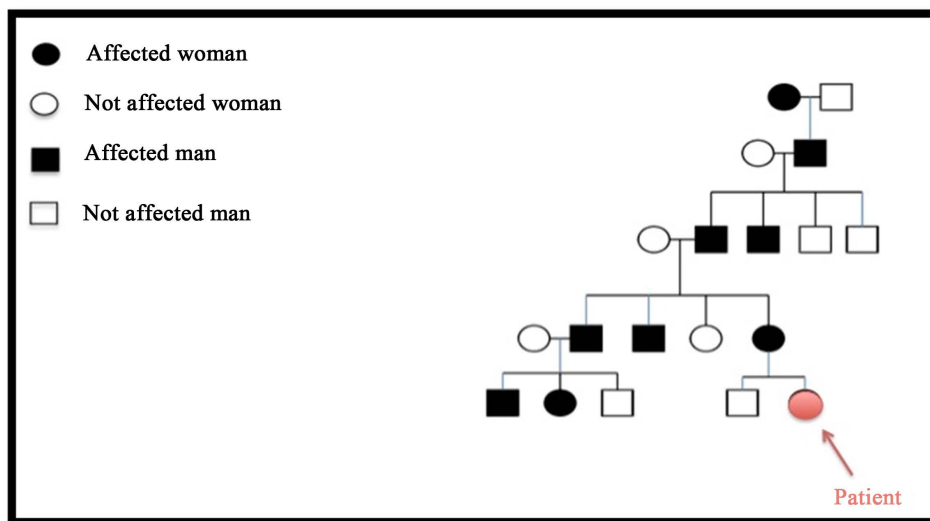 Affected woman
Not affected woman
Affected man
Not affected man
Patient